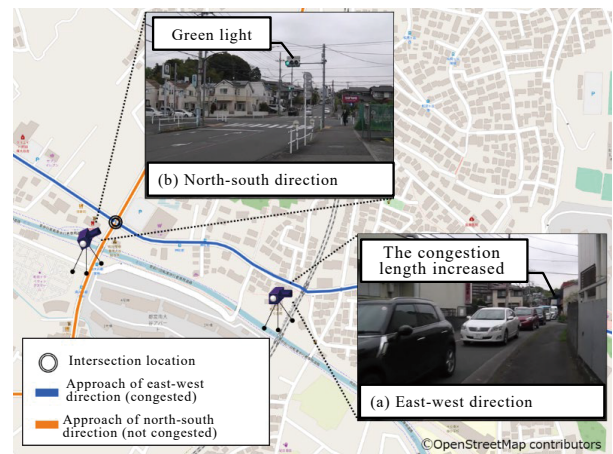 Green light
(b) North-south direction
The congestion
length increased
(a) East-west direction
Intersection location
Approach of east-west
direction (congested)
Approach of north-south
direction (not congested)
©OpenStreetMap contributors